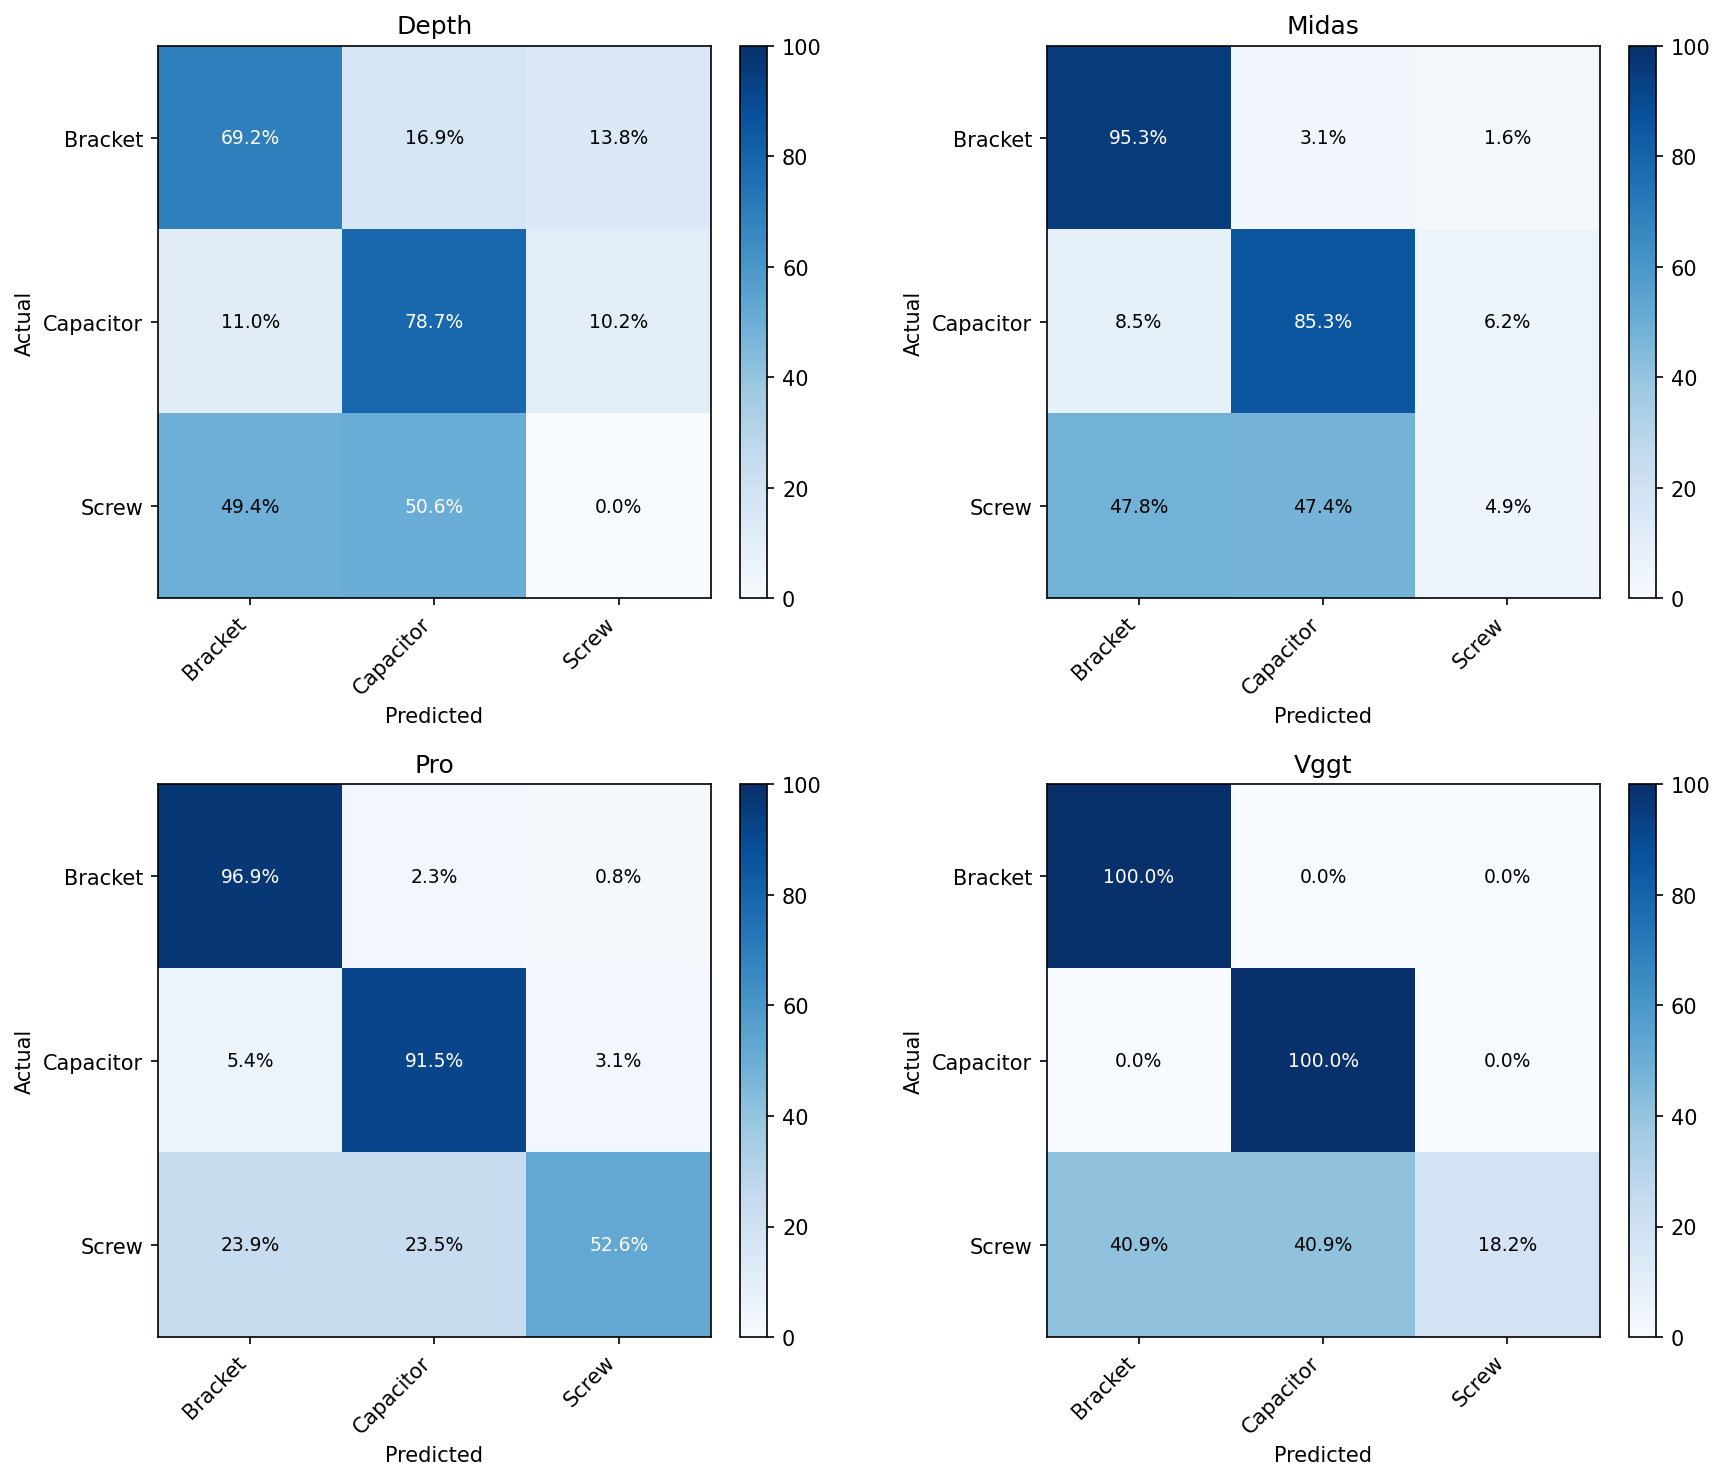 Depth
Actual
Bracket 69.2% 16.9% 13.8%
Capacitor 11.0% 78.7% 10.2%
Screw 49.4% 50.6% 0.0%
Bracket Capacitor Screw
Predicted
100
80
60
40
20
0
Midas
Actual
Bracket 95.3% 3.1% 1.6%
Capacitor 8.5% 85.3% 6.2%
Screw 47.8% 47.4% 4.9%
Bracket Capacitor Screw
Predicted
100
80
60
40
20
0
Pro
Actual
Bracket 96.9% 2.3% 0.8%
Capacitor 5.4% 91.5% 3.1%
Screw 23.9% 23.5% 52.6%
Bracket Capacitor Screw
Predicted
100
80
60
40
20
0
Vggt
Actual
Bracket 100.0% 0.0% 0.0%
Capacitor 0.0% 100.0% 0.0%
Screw 40.9% 40.9% 18.2%
Bracket Capacitor Screw
Predicted
100
80
60
40
20
0